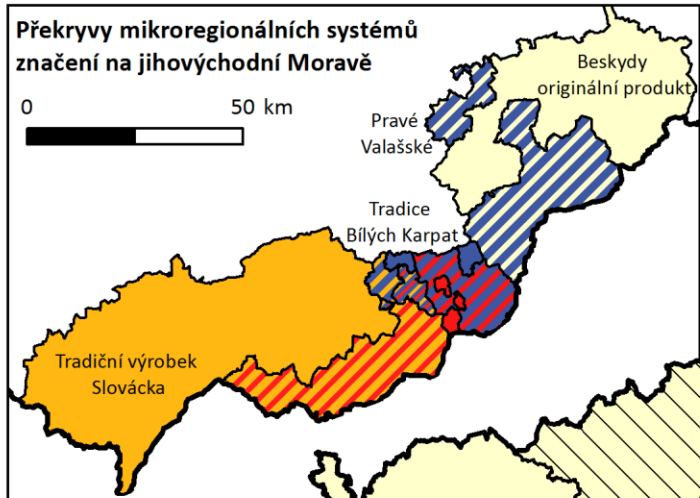 Překryvy mikroregionálních systémů
značení na jihovýchodní Moravě
0 50 km
Beskydy
originální produkt
Pravé
Valašské
Tradice
Bílých Karpat
Tradiční výrobek
Slovácka